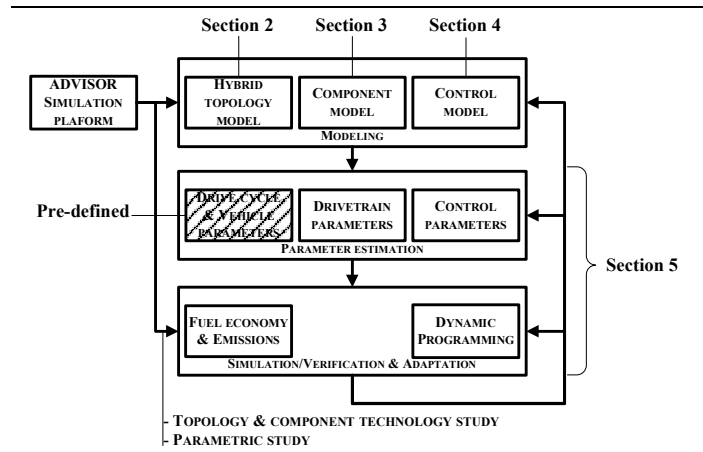 Section 2 Section 3 Section 4
ADVISOR
SIMULATION
PLAFORM
HYBRID
TOPOLOGY
MODEL
COMPONENT
MODEL
CONTROL
MODEL
MODELING
Pre-defined
DRIVE CYCLE
& VEHICLE
PARAMETERS
DRIVETRAIN
PARAMETERS
CONTROL
PARAMETERS
PARAMETER ESTIMATION
Section 5
FUEL ECONOMY
& EMISSIONS
DYNAMIC
PROGRAMMING
SIMULATION/VERIFICATION & ADAPTATION
- TOPOLOGY & COMPONENT TECHNOLOGY STUDY
- PARAMETRIC STUDY